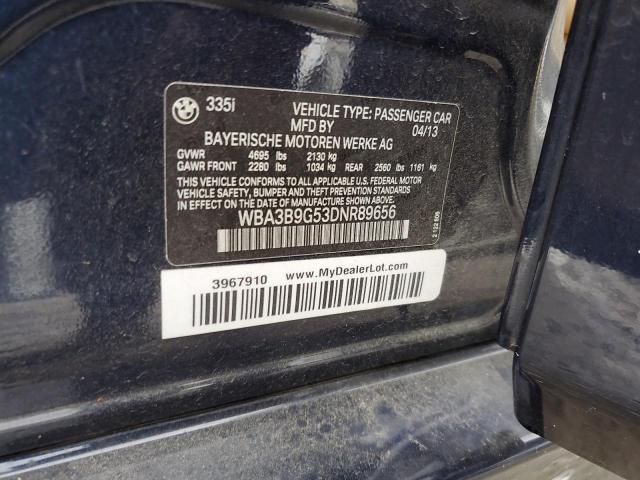 335i VEHICLE TYPE: PASSENGER CAR
MFD BY 04/13
BAYERISCHE MOTOREN WERKE AG
GVWR 4695 lbs 2130 kg
GAWR FRONT 2280 lbs 1034 kg REAR 2560 lbs 1161 kg
THIS VEHICLE CONFORMS TO ALL APPLICABLE U.S. FEDERAL MOTOR
VEHICLE SAFETY, BUMPER, AND THEFT PREVENTION STANDARDS IN
EFFECT ON THE DATE OF MANUFACTURE SHOWN ABOVE.
WBA3B9G53DNR89656
3967910 www.MyDealerLot.com